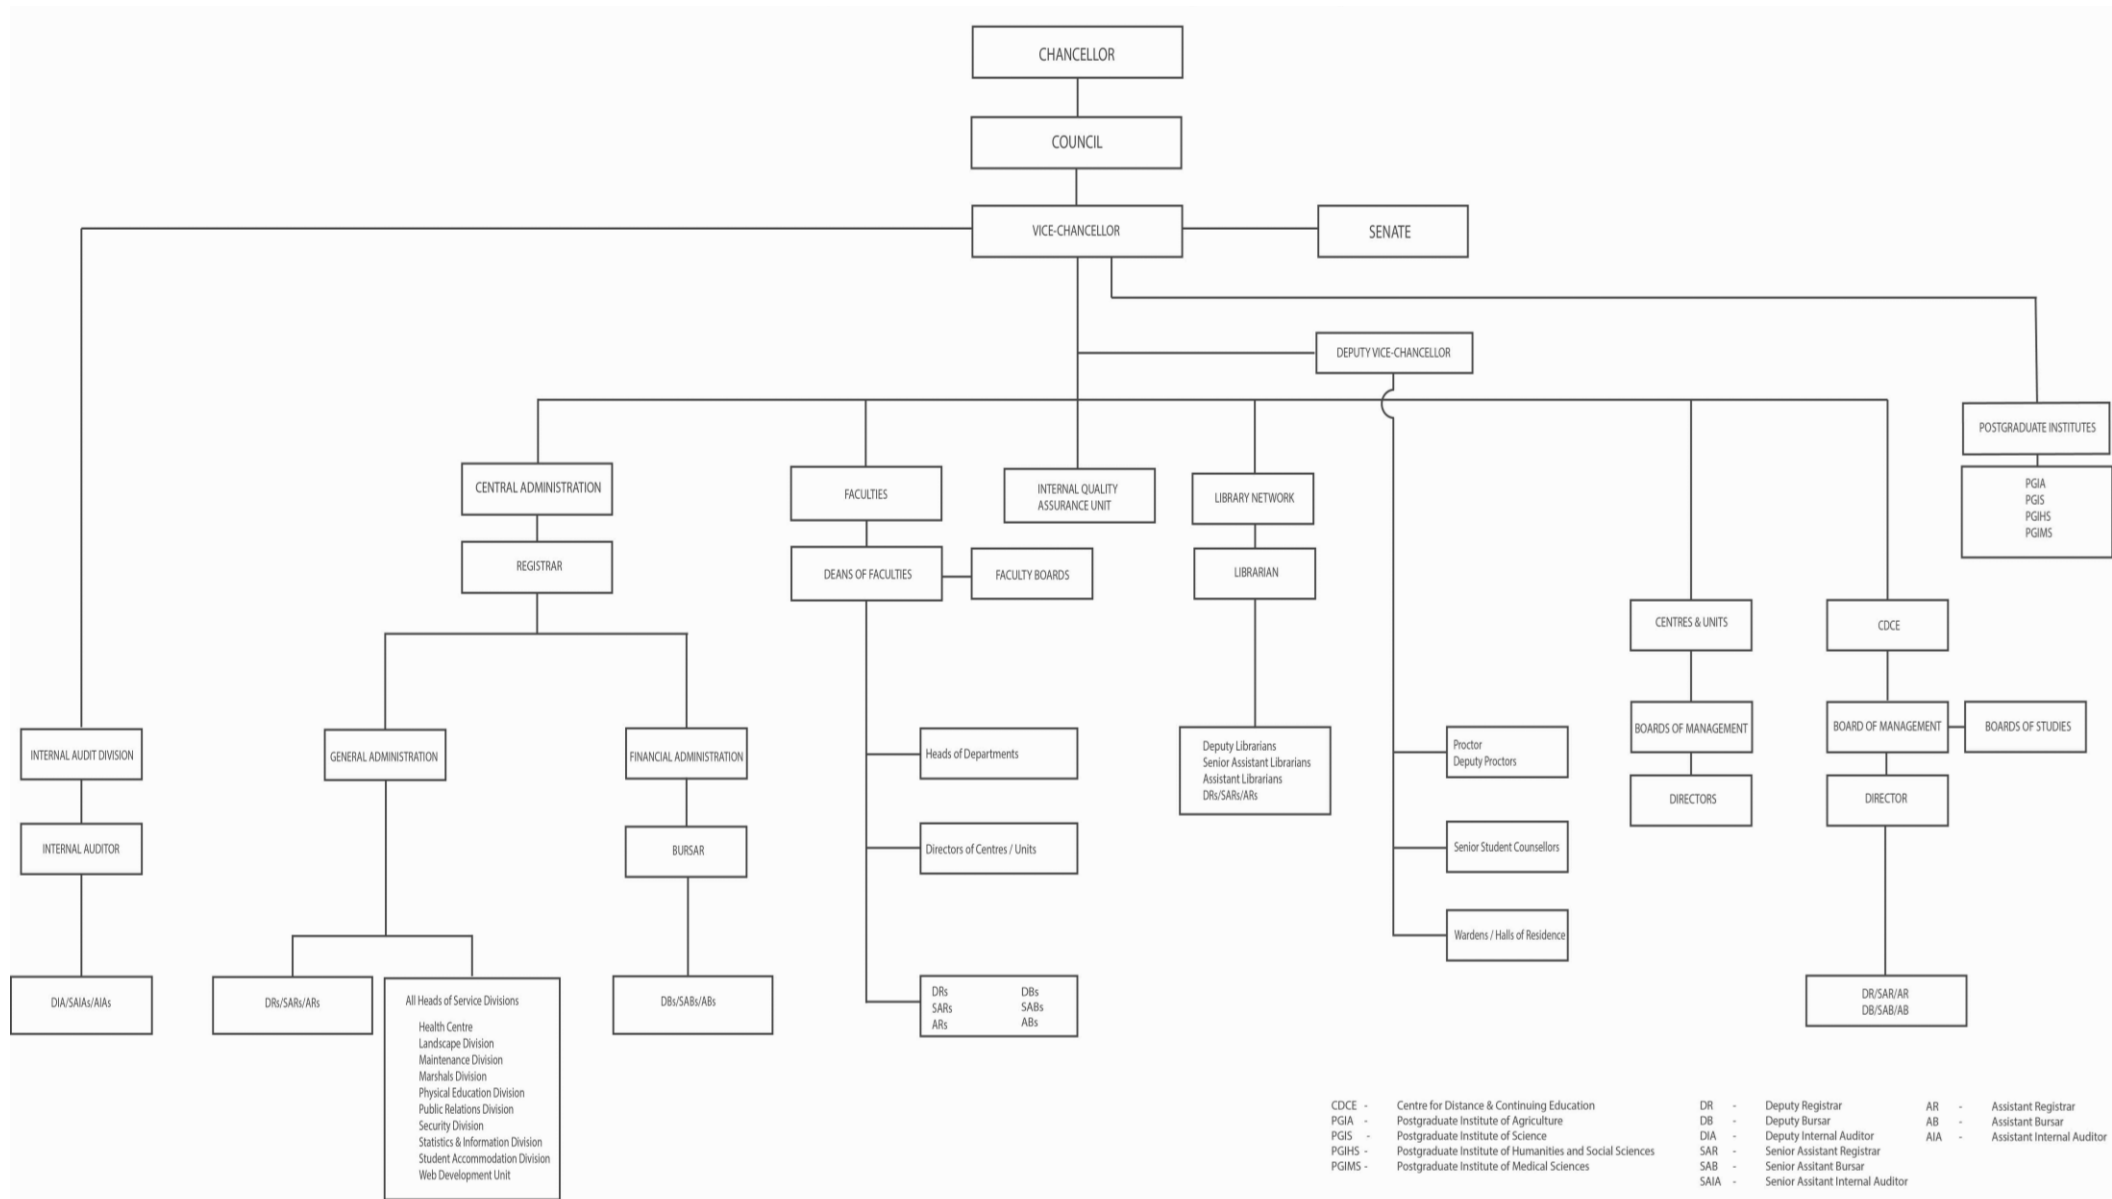 CHANCELLOR
COUNCIL
VICE-CHANCELLOR
SENATE
DEPUTY VICE-CHANCELLOR
POSTGRADUATE INSTITUTES
PGIA
PGIS
PGIHS
PGIMS
CENTRAL ADMINISTRATION
REGISTRAR
FACULTIES
DEANS OF FACULTIES
FACULTY BOARDS
INTERNAL QUALITY
ASSURANCE UNIT
LIBRARY NETWORK
LIBRARIAN
CENTRES & UNITS
CDCE
INTERNAL AUDIT DIVISION
INTERNAL AUDITOR
DIA/SAIAs/AIAs
GENERAL ADMINISTRATION
DRs/SARs/ARs
All Heads of Service Divisions
Health Centre
Landscape Division
Maintenance Division
Marshals Division
Physical Education Division
Public Relations Division
Security Division
Statistics & Information Division
Student Accommodation Division
Web Development Unit
FINANCIAL ADMINISTRATION
BURSAR
DBs/SABs/ABs
Heads of Departments
Directors of Centres / Units
DRs DBs
SARs SABs
ARs ABs
Deputy Librarians
Senior Assistant Librarians
Assistant Librarians
DRs/SARs/ARs
Proctor
Deputy Proctors
Senior Student Counsellors
Wardens / Halls of Residence
BOARDS OF MANAGEMENT
DIRECTORS
BOARD OF MANAGEMENT
BOARDS OF STUDIES
DIRECTOR
DR/SAR/AR
DB/SAB/AB
CDCE - Centre for Distance & Continuing Education
PGIA - Postgraduate Institute of Agriculture
PGIS - Postgraduate Institute of Science
PGIHS - Postgraduate Institute of Humanities and Social Sciences
PGIMS - Postgraduate Institute of Medical Sciences
DR - Deputy Registrar
DB - Deputy Bursar
DIA - Deputy Internal Auditor
SAR - Senior Assistant Registrar
SAB - Senior Assitant Bursar
SAIA - Senior Assitant Internal Auditor
AR - Assistant Registrar
AB - Assistant Bursar
AIA - Assistant Internal Auditor